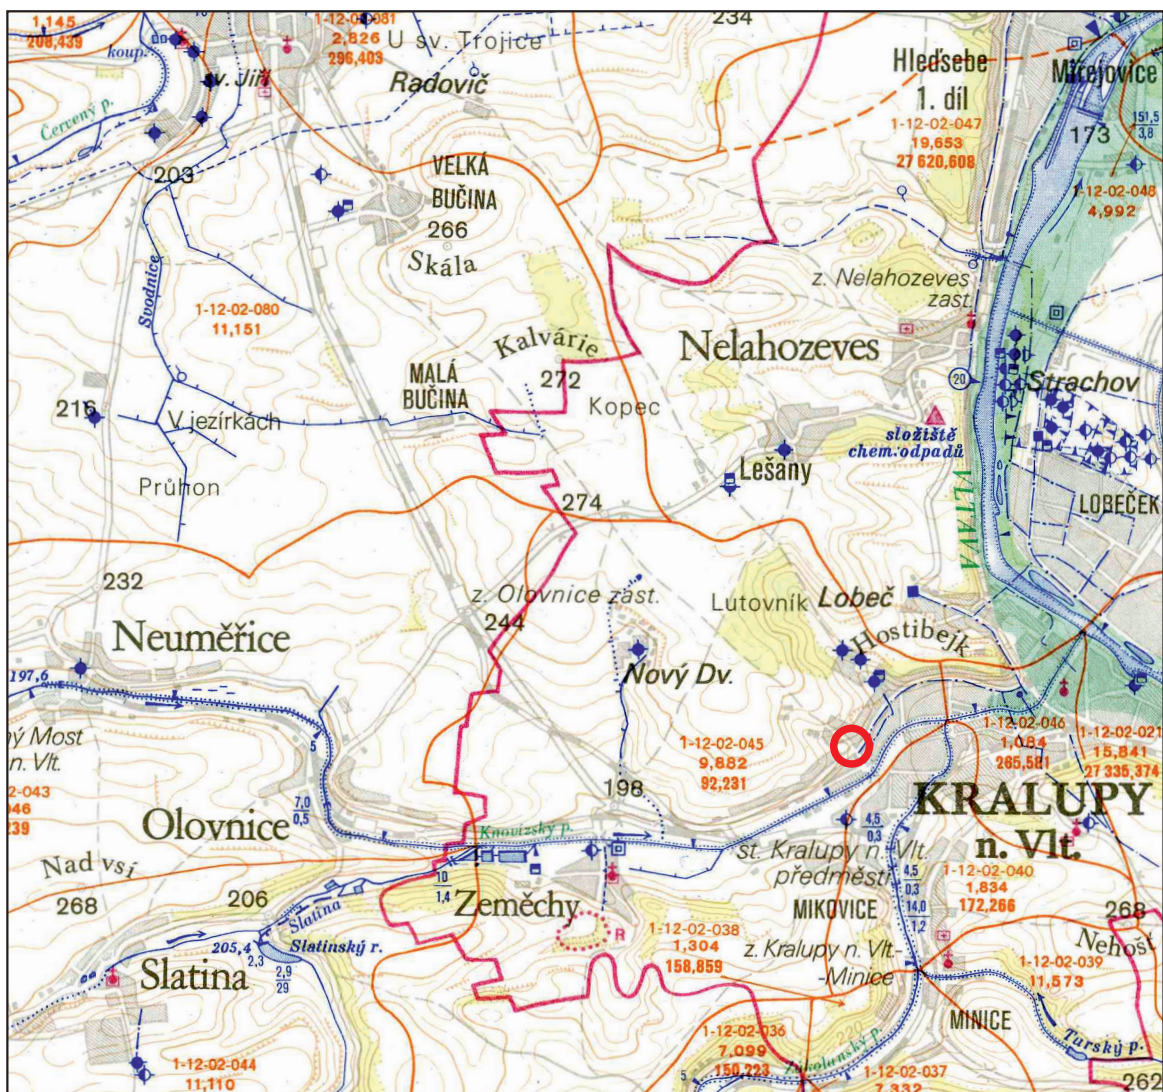 1,145
208,439
koup.
sv. Jiří
Červený p.
1-12-02-081
2,826
296,403
U sv. Trojice
Radovič
234
Hleďsebe
1. díl
1-12-02-047
19,653
27 620,608
Miřejovice
151,5
3,8
173
1-12-02-048
4,992
203
VELKÁ
BUČINA
266
Skála
Svodnice
1-12-02-080
11,151
z. Nelahozeves
zast.
Nelahozeves
Kalvárie
272
MALÁ
BUČINA
Kopec
20
Strachov
216
V jezírkách
složiště
chem.odpadů
Lešany
Průhon
VLTAVA
LOBEČEK
274
232
z. Olovnice zast.
Lutovník
Lobeč
244
Hostibejk
Neuměřice
Nový Dv.
197,6
ný Most
n. Vlt.
5
1-12-02-045
9,882
92,231
1-12-02-046
1,084
265,581
1-12-02-021
15,841
27 335,374
02-043
046
239
7,0
0,5
198
KRALUPY
n. Vlt.
Olovnice
Knovízský p.
4,5
0,3
st. Kralupy n. Vlt.
předměstí
Nad vsí
268
206
10
1,4
Zeměchy
4,5
0,3
14,0
1,2
1-12-02-040
1,834
172,266
MIKOVICE
268
Slatina
205,4
2,3
Slatinský r.
2,9
29
R
1-12-02-038
1,304
158,859
z. Kralupy n. Vlt.-
-Minice
Nehošť
1-12-02-039
11,573
Slatina
MINICE
1-12-02-036
7,099
150,223
220
Zákolanský p.
Turský p.
1-12-02-044
11,110
5
1-12-02-037
7,332
262